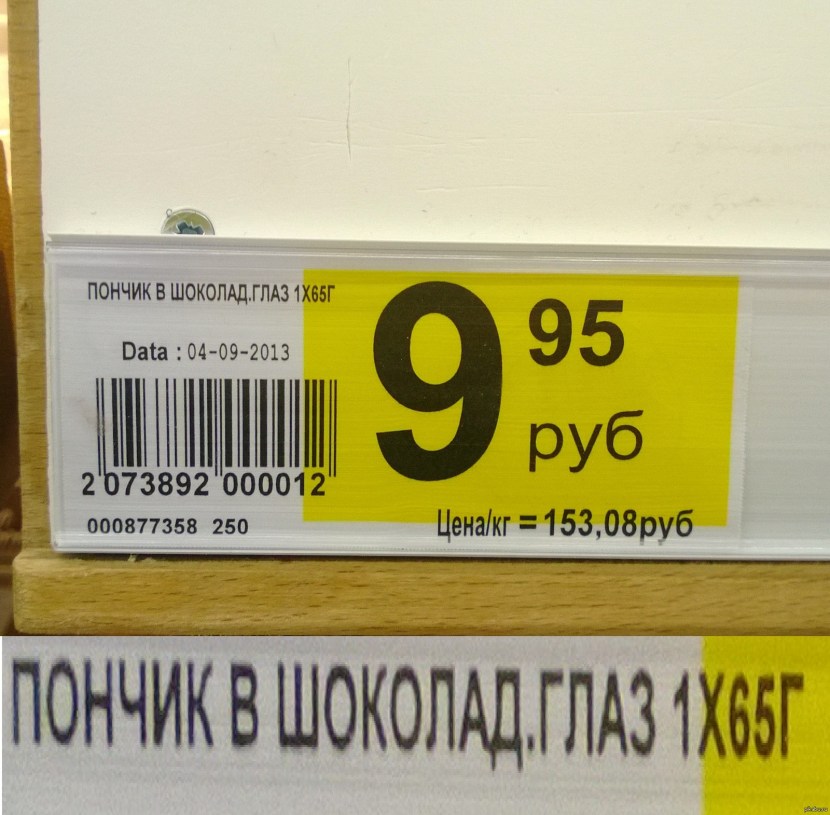 ПОНЧИК В ШОКОЛАД.ГЛАЗ 1Х65Г
Data : 04-09-2013
9 95
руб
2 073892 000012
000877358 250
Цена/кг = 153,08руб
ПОНЧИК В ШОКОЛАД.ГЛАЗ 1Х65Г